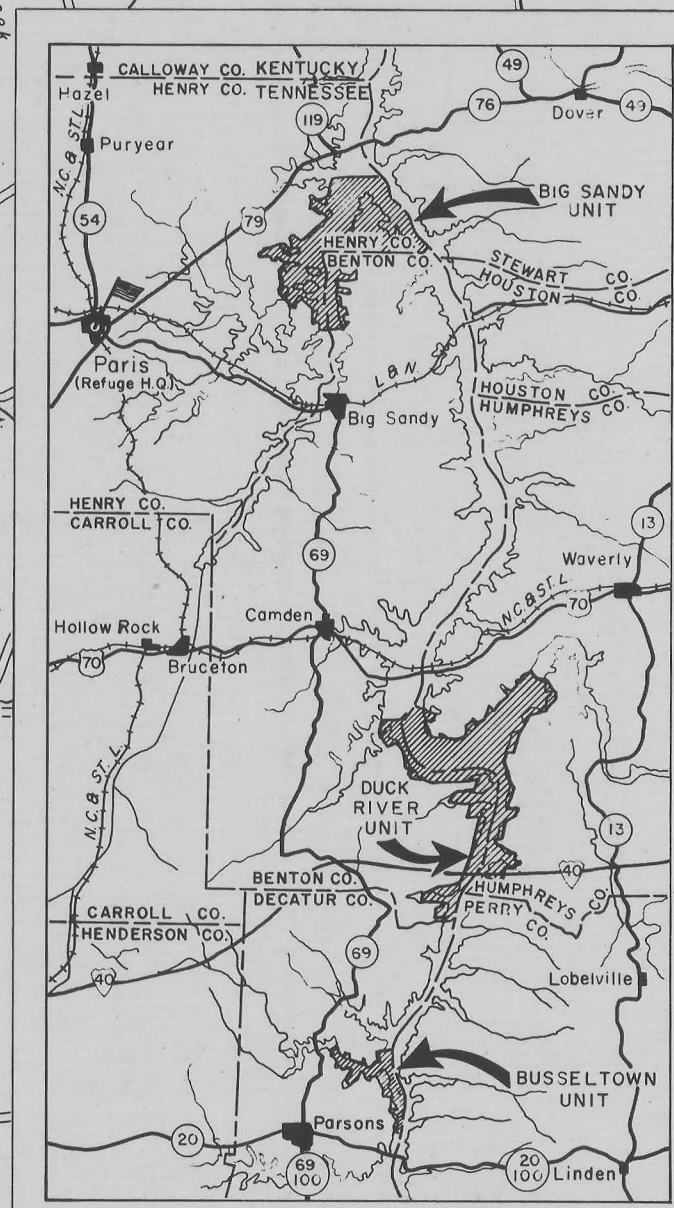 CALLOWAY CO. KENTUCKY
HENRY CO. TENNESSEE
Hazel
N.C.& ST.L.
Puryear
54
119
79
49
76
Dover
49
BIG SANDY
UNIT
HENRY CO.
BENTON CO.
STEWART CO.
HOUSTON CO.
Paris
(Refuge H.Q.)
L & N.
Big Sandy
HOUSTON CO.
HUMPHREYS CO.
HENRY CO.
CARROLL CO.
69
13
Waverly
N.C.& ST. L.
70
Camden
Hollow Rock
70
Bruceton
N.C.& ST. L.
DUCK
RIVER
UNIT
13
40
BENTON CO.
DECATUR CO.
HUMPHREYS
PERRY CO.
CO.
CARROLL CO.
HENDERSON CO.
40
69
Lobelville
BUSSELTOWN
UNIT
Parsons
20
69
100
20
100
Linden